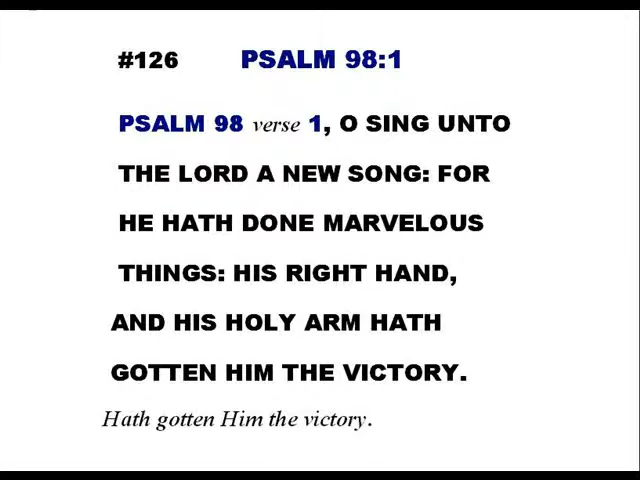 #126 PSALM 98:1
PSALM 98 verse 1, O SING UNTO
THE LORD A NEW SONG: FOR
HE HATH DONE MARVELOUS
THINGS: HIS RIGHT HAND,
AND HIS HOLY ARM HATH
GOTTEN HIM THE VICTORY.
Hath gotten Him the victory.